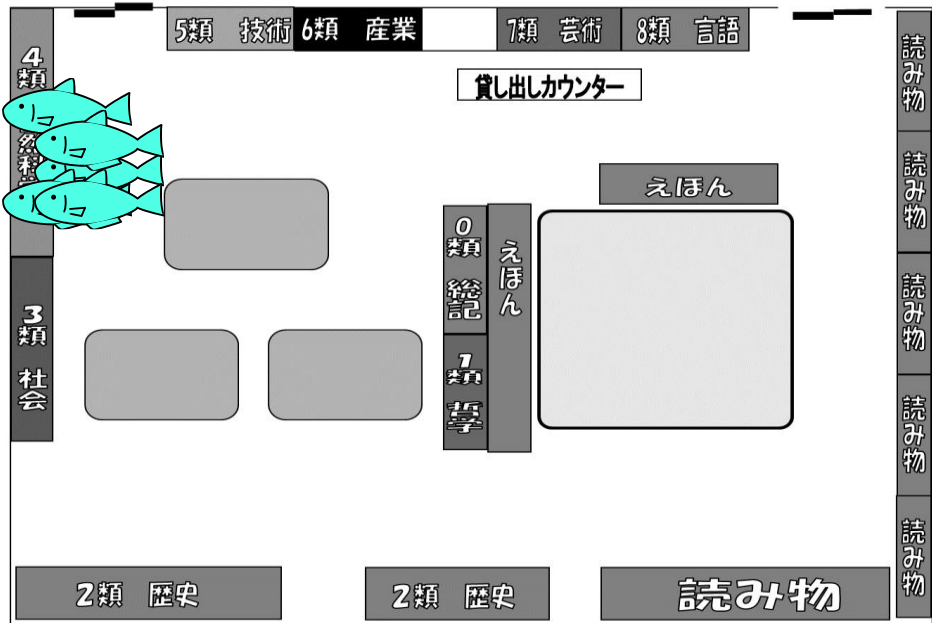 5類 技術
6類 産業
7類 芸術
8類 言語
4類
然科
貸し出しカウンター
読み物
えほん
読み物
0類 総記
えほん
3類 社会
読み物
1類 哲学
読み物
読み物
2類 歴史
2類 歴史
読み物